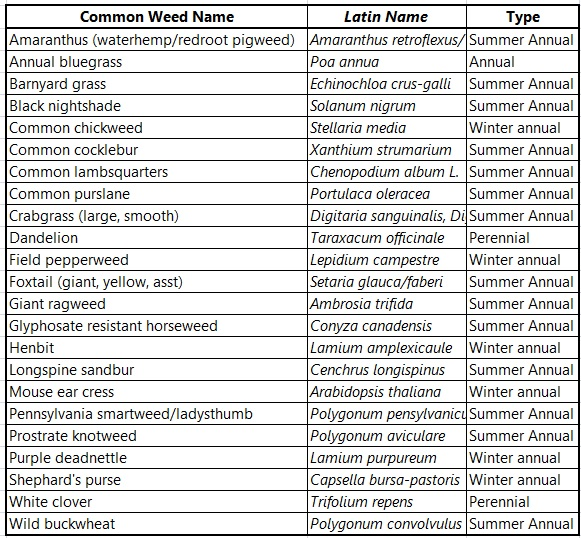 Common Weed Name Latin Name Type
Amaranthus (waterhemp/redroot pigweed) Amaranthus retroflexus/ Summer Annual
Annual bluegrass Poa annua Annual
Barnyard grass Echinochloa crus-galli Summer Annual
Black nightshade Solanum nigrum Summer Annual
Common chickweed Stellaria media Winter annual
Common cocklebur Xanthium strumarium Summer Annual
Common lambsquarters Chenopodium album L. Summer Annual
Common purslane Portulaca oleracea Summer Annual
Crabgrass (large, smooth) Digitaria sanguinalis, Di Summer Annual
Dandelion Taraxacum officinale Perennial
Field pepperweed Lepidium campestre Winter annual
Foxtail (giant, yellow, asst) Setaria glauca/faberi Summer Annual
Giant ragweed Ambrosia trifida Summer Annual
Glyphosate resistant horseweed Conyza canadensis Summer Annual
Henbit Lamium amplexicaule Winter annual
Longspine sandbur Cenchrus longispinus Summer Annual
Mouse ear cress Arabidopsis thaliana Winter annual
Pennsylvania smartweed/ladysthumb Polygonum pensylvanicu Summer Annual
Prostrate knotweed Polygonum aviculare Summer Annual
Purple deadnettle Lamium purpureum Winter annual
Shephard's purse Capsella bursa-pastoris Winter annual
White clover Trifolium repens Perennial
Wild buckwheat Polygonum convolvulus Summer Annual